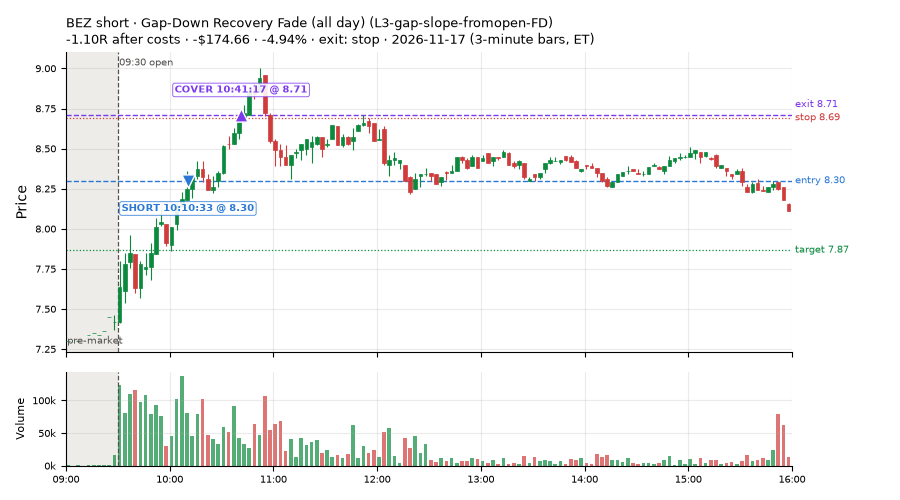 BEZ short · Gap-Down Recovery Fade (all day) (L3-gap-slope-fromopen-FD)
-1.10R after costs · -$174.66 · -4.94% · exit: stop · 2026-11-17 (3-minute bars, ET)
09:30 open
COVER 10:41:17 @ 8.71
SHORT 10:10:33 @ 8.30
pre-market
exit 8.71
stop 8.69
entry 8.30
target 7.87
Price
9.00
8.75
8.50
8.25
8.00
7.75
7.50
7.25
Volume
100k
50k
0k
09:00 10:00 11:00 12:00 13:00 14:00 15:00 16:00